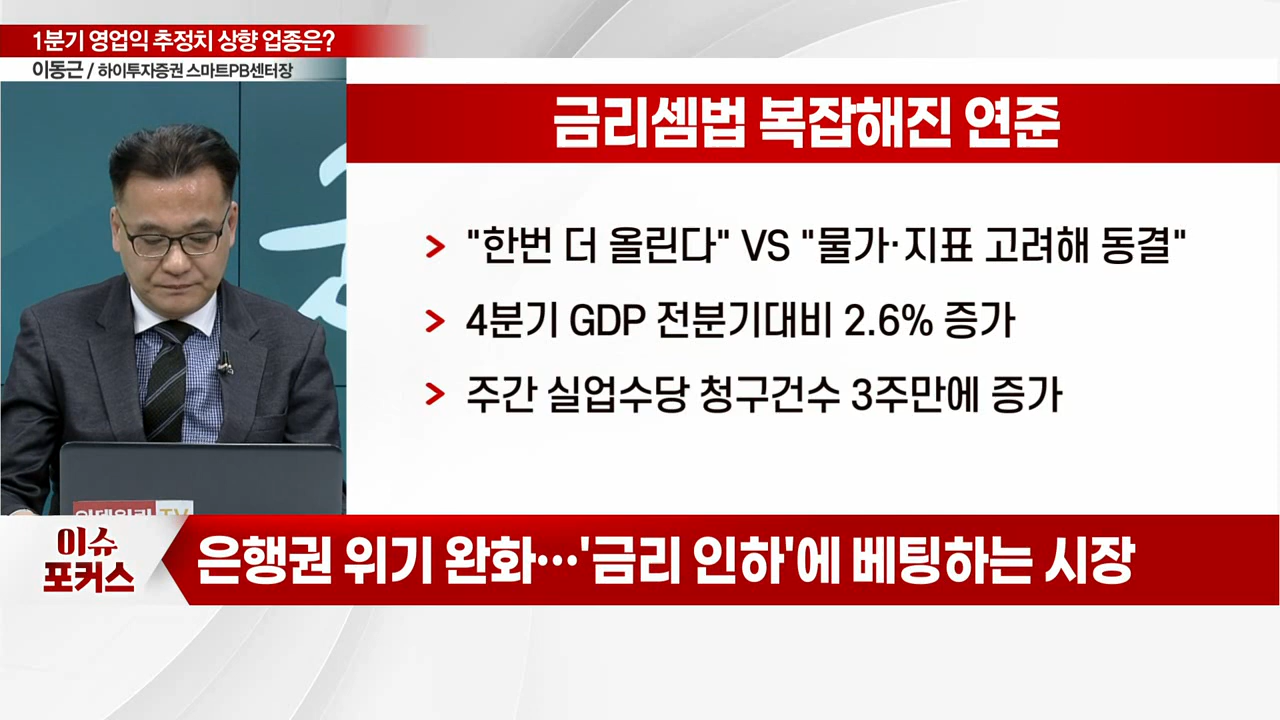 1분기 영업익 추정치 상향 업종은?
이동근 / 하이투자증권 스마트PB센터장
금리셈법 복잡해진 연준
"한번 더 올린다" VS "물가·지표 고려해 동결"
4분기 GDP 전분기대비 2.6% 증가
주간 실업수당 청구건수 3주만에 증가
이슈
포커스
은행권 위기 완화…'금리 인하'에 베팅하는 시장